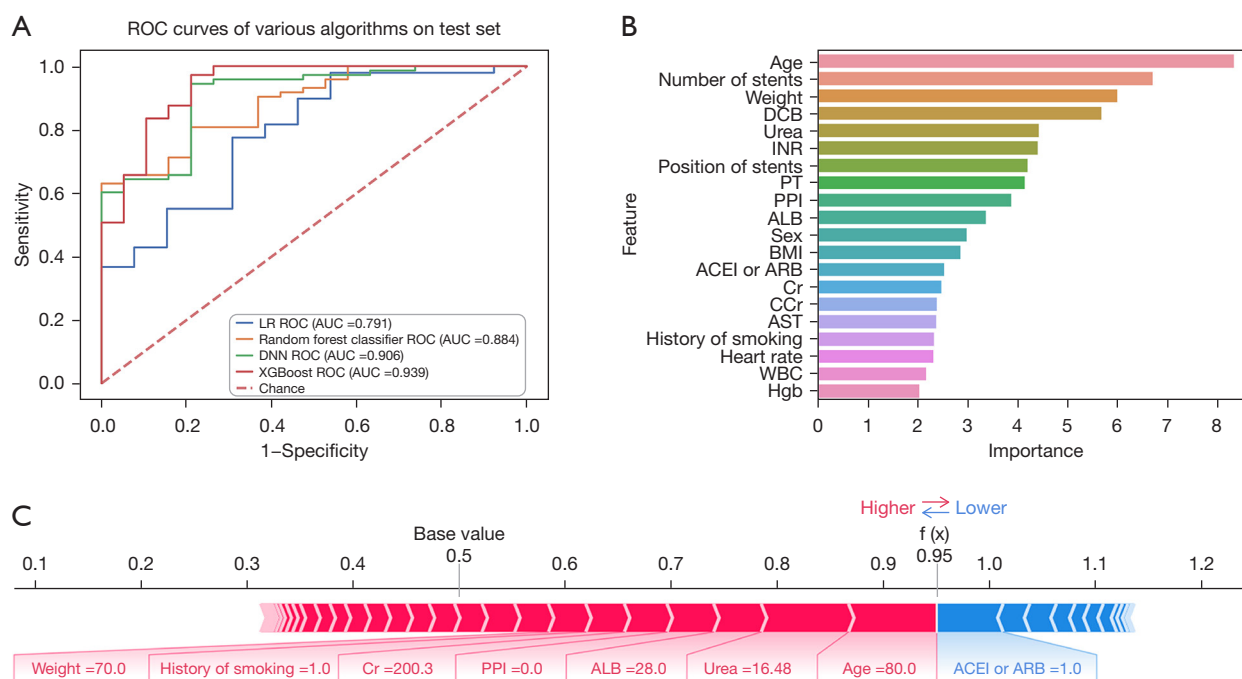 A
ROC curves of various algorithms on test set
1.0
0.8
0.6
0.4
0.2
0.0
Sensitivity
0.0 0.2 0.4 0.6 0.8 1.0
1−Specificity
LR ROC (AUC =0.791)
Random forest classifier ROC (AUC =0.884)
DNN ROC (AUC =0.906)
XGBoost ROC (AUC =0.939)
Chance
B
Feature
Age
Number of stents
Weight
DCB
Urea
INR
Position of stents
PT
PPI
ALB
Sex
BMI
ACEI or ARB
Cr
CCr
AST
History of smoking
Heart rate
WBC
Hgb
0 1 2 3 4 5 6 7 8
Importance
C
Higher Lower
Base value f (x)
0.1 0.2 0.3 0.4 0.5 0.6 0.7 0.8 0.9 0.95 1.0 1.1 1.2
Weight =70.0 History of smoking =1.0 Cr =200.3 PPI =0.0 ALB =28.0 Urea =16.48 Age =80.0 ACEI or ARB =1.0